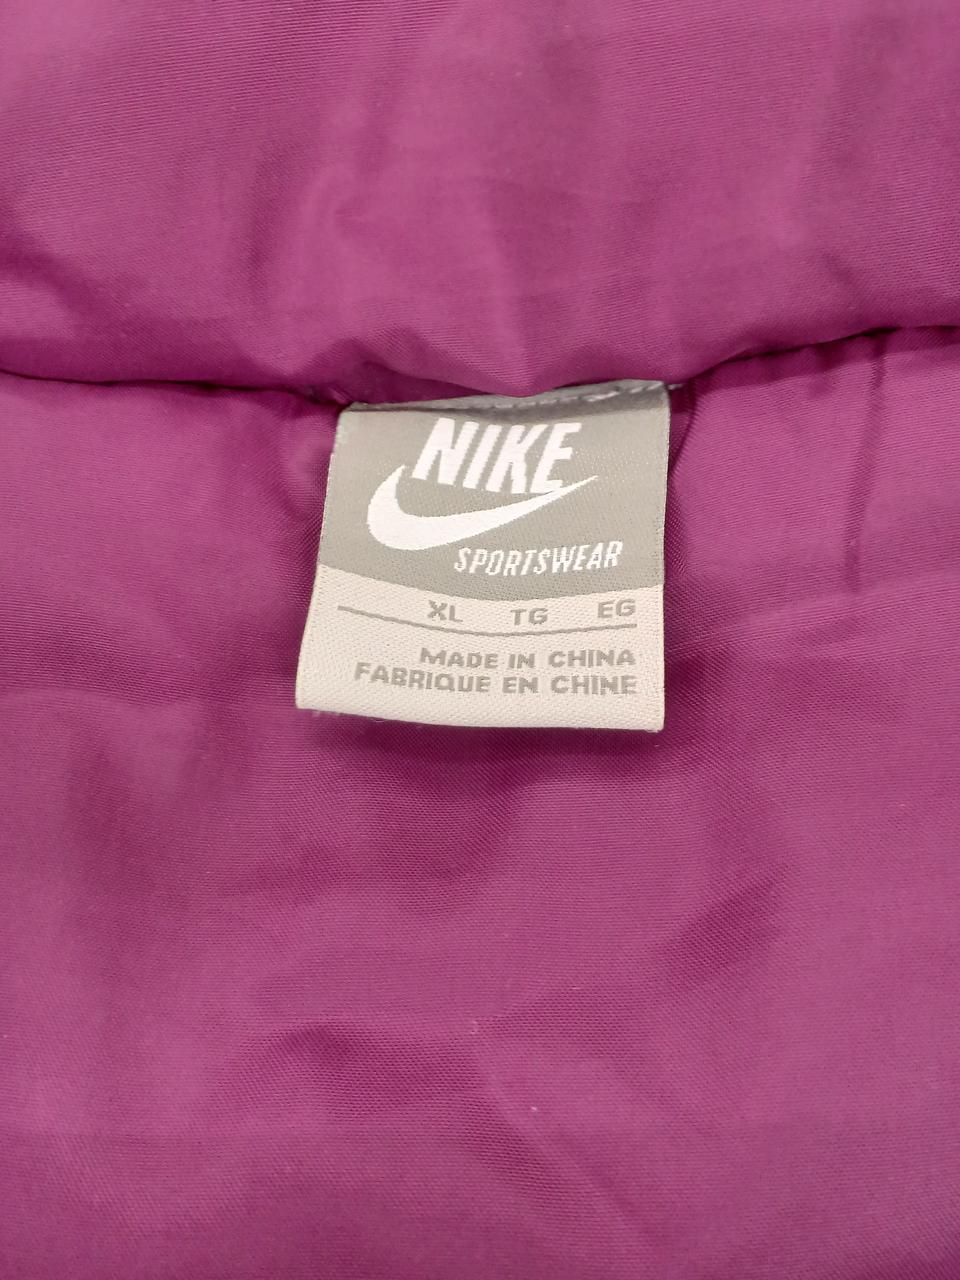 NIKE
SPORTSWEAR
XL TG EG
MADE IN CHINA
FABRIQUE EN CHINE